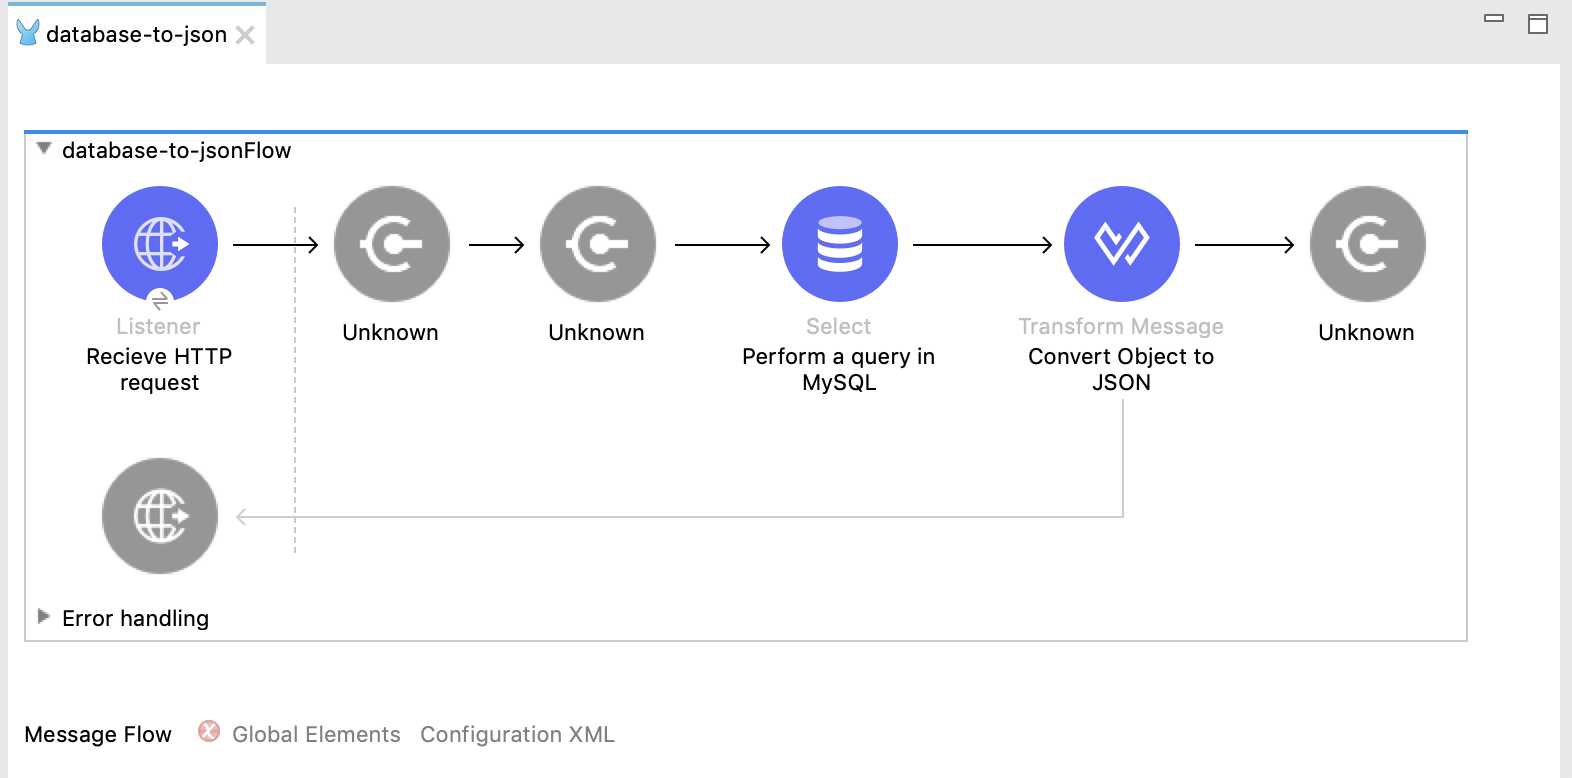 database-to-json
database-to-jsonFlow
Listener
Recieve HTTP
request
Unknown
Unknown
Select
Perform a query in
MySQL
Transform Message
Convert Object to
JSON
Unknown
Error handling
Message Flow
Global Elements
Configuration XML